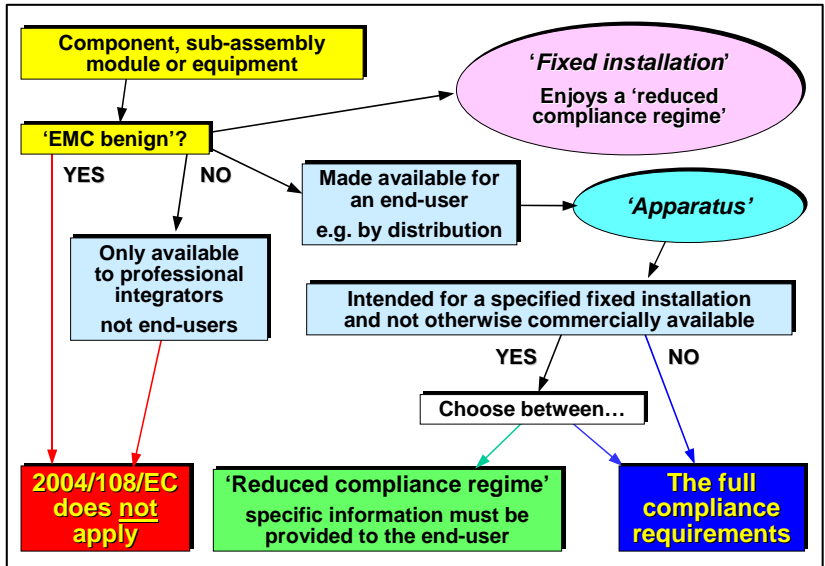 Component, sub-assembly
module or equipment
'Fixed installation'
Enjoys a 'reduced
compliance regime'
'EMC benign'?
YES
NO
Made available for
an end-user
e.g. by distribution
'Apparatus'
Only available
to professional
integrators
not end-users
Intended for a specified fixed installation
and not otherwise commercially available
YES
NO
Choose between…
2004/108/EC
does not
apply
'Reduced compliance regime'
specific information must be
provided to the end-user
The full
compliance
requirements